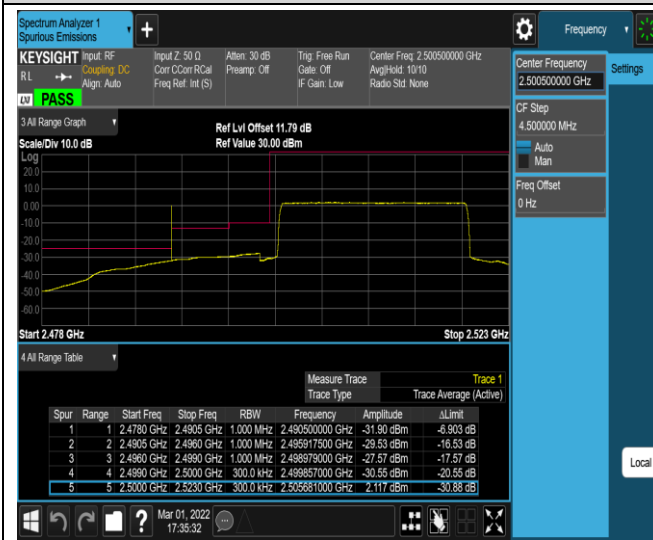 Spectrum Analyzer 1
Spurious Emissions
+
Frequency
KEYSIGHT
RL
Input: RF
Coupling: DC
Align: Auto
Input Z: 50 Ω
Corr CCorr RCal
Freq Ref: Int (S)
Atten: 30 dB
Preamp: Off
Trig: Free Run
Gate: Off
IF Gain: Low
Center Freq: 2.500500000 GHz
Avg|Hold: 10/10
Radio Std: None
LXI PASS
Center Frequency
2.500500000 GHz
Settings
CF Step
4.500000 MHz
Auto
Man
Freq Offset
0 Hz
3 All Range Graph
Scale/Div 10.0 dB
Ref Lvl Offset 11.79 dB
Ref Value 30.00 dBm
Log
20.0
10.0
0.00
-10.0
-20.0
-30.0
-40.0
-50.0
-60.0
Start 2.478 GHz
Stop 2.523 GHz
4 All Range Table
Measure Trace Trace 1
Trace Type Trace Average (Active)
Spur Range Start Freq Stop Freq RBW Frequency Amplitude ΔLimit
1 1 2.4780 GHz 2.4905 GHz 1.000 MHz 2.490500000 GHz -31.90 dBm -6.903 dB
2 2 2.4905 GHz 2.4960 GHz 1.000 MHz 2.495917500 GHz -29.53 dBm -16.53 dB
3 3 2.4960 GHz 2.4990 GHz 1.000 MHz 2.498979000 GHz -27.57 dBm -17.57 dB
4 4 2.4990 GHz 2.5000 GHz 300.0 kHz 2.499857000 GHz -30.55 dBm -20.55 dB
5 5 2.5000 GHz 2.5230 GHz 300.0 kHz 2.505681000 GHz 2.117 dBm -30.88 dB
Local
?
Mar 01, 2022
17:35:32